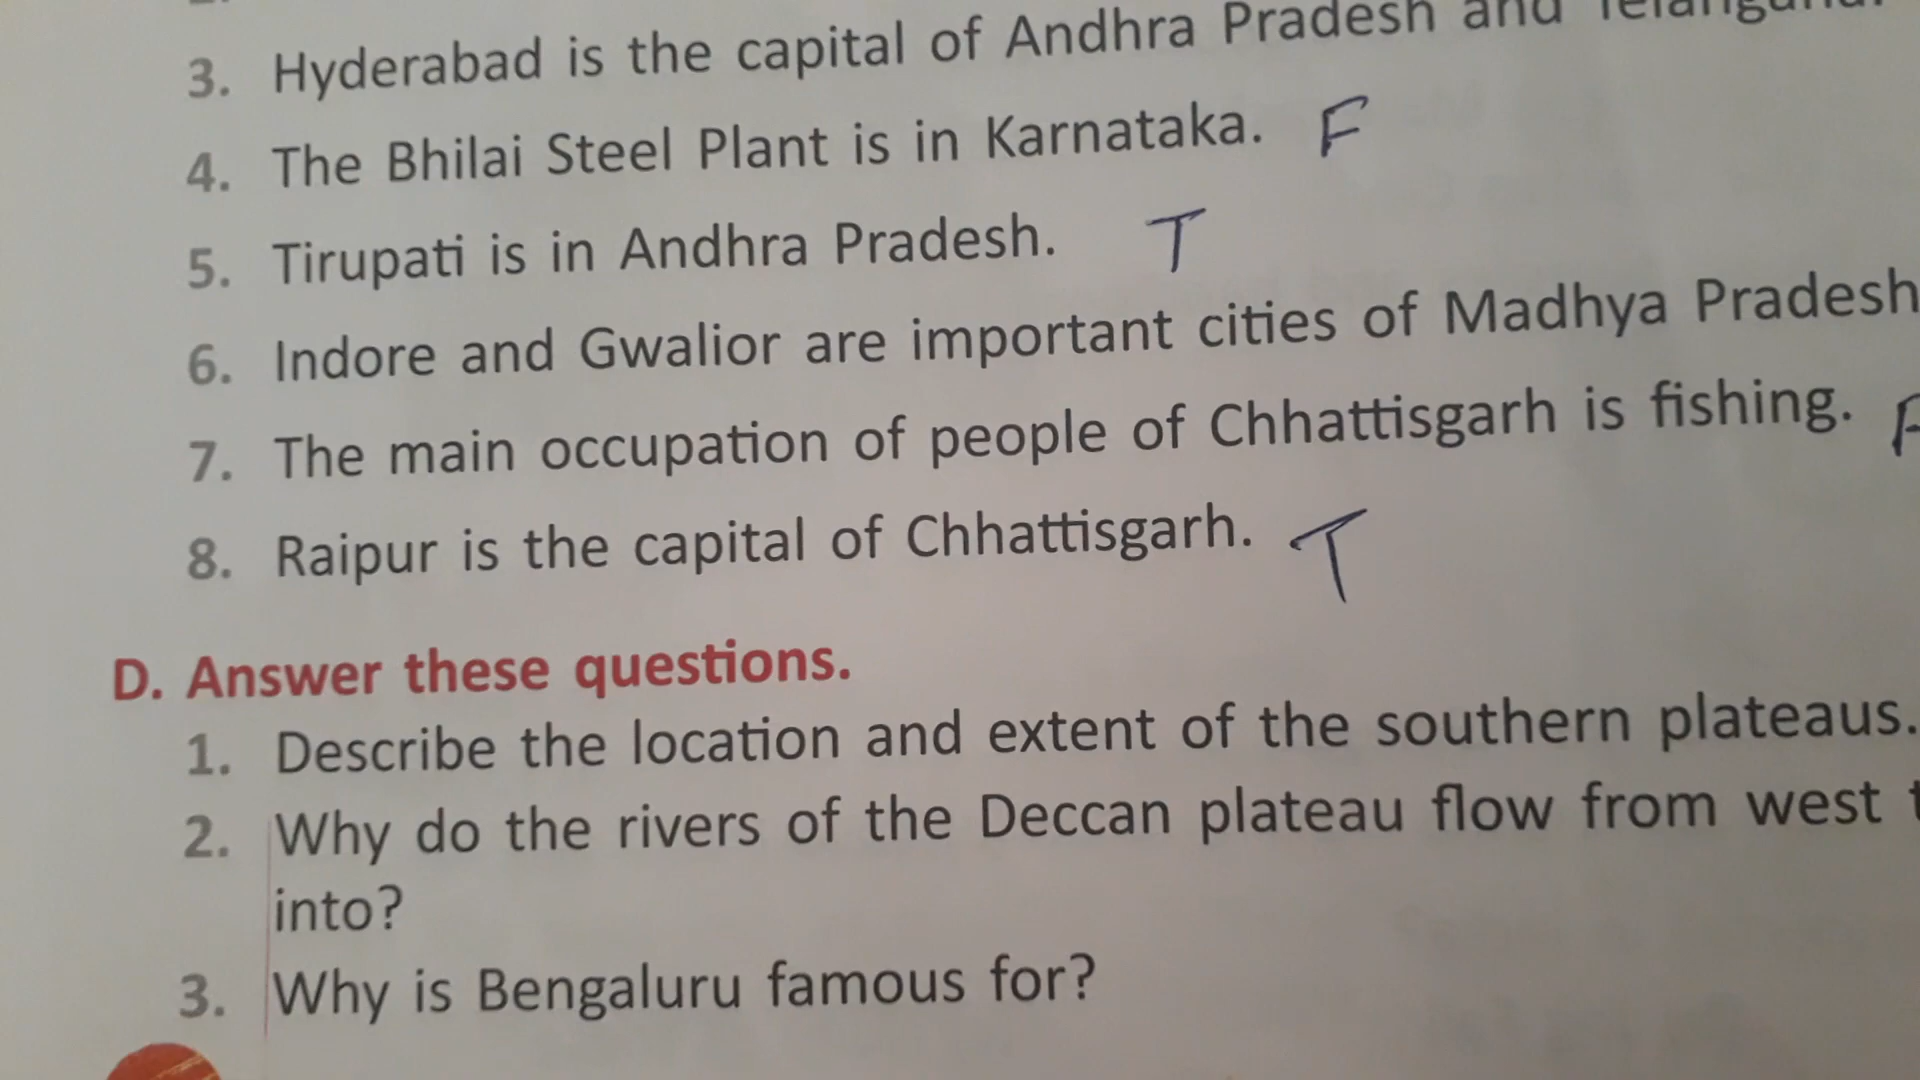 3. Hyderabad is the capital of Andhra Pradesh and
4. The Bhilai Steel Plant is in Karnataka. F
5. Tirupati is in Andhra Pradesh. T
6. Indore and Gwalior are important cities of Madhya Pradesh
7. The main occupation of people of Chhattisgarh is fishing. F
8. Raipur is the capital of Chhattisgarh. T
D. Answer these questions.
1. Describe the location and extent of the southern plateaus.
2. Why do the rivers of the Deccan plateau flow from west
into?
3. Why is Bengaluru famous for?